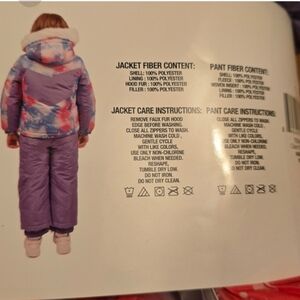 JACKET FIBER CONTENT:
SHELL: 100% POLYESTER
LINING : 100% POLYESTER
HOOD FUR : 100% POLYESTER
FILLER : 100% POLYESTER
PANT FIBER CONTENT:
SHELL: 100% POLYESTER
FLEECE: 100% POLYESTER
WOVEN INSERT : 100% POLYESTER
FILLER: 100% POLYESTER
JACKET CARE INSTRUCTIONS:
REMOVE FAUX FUR HOOD
EDGE BEFORE WASHING.
CLOSE ALL ZIPPERS TO WASH.
MACHINE WASH COLD,
GENTLE CYCLE
WITH LIKE COLORS,
USE ONLY NON-CHLORINE
BLEACH WHEN NEEDED.
RESHAPE,
TUMBLE DRY LOW.
DO NOT IRON.
DO NOT DRY CLEAN.
PANT CARE INSTRUCTIONS:
CLOSE ALL ZIPPERS TO WASH.
MACHINE WASH COLD,
GENTLE CYCLE
WITH LIKE COLORS,
USE ONLY NON-CHLORINE
BLEACH WHEN NEEDED.
RESHAPE,
TUMBLE DRY LOW.
DO NOT IRON.
DO NOT DRY CLEAN.